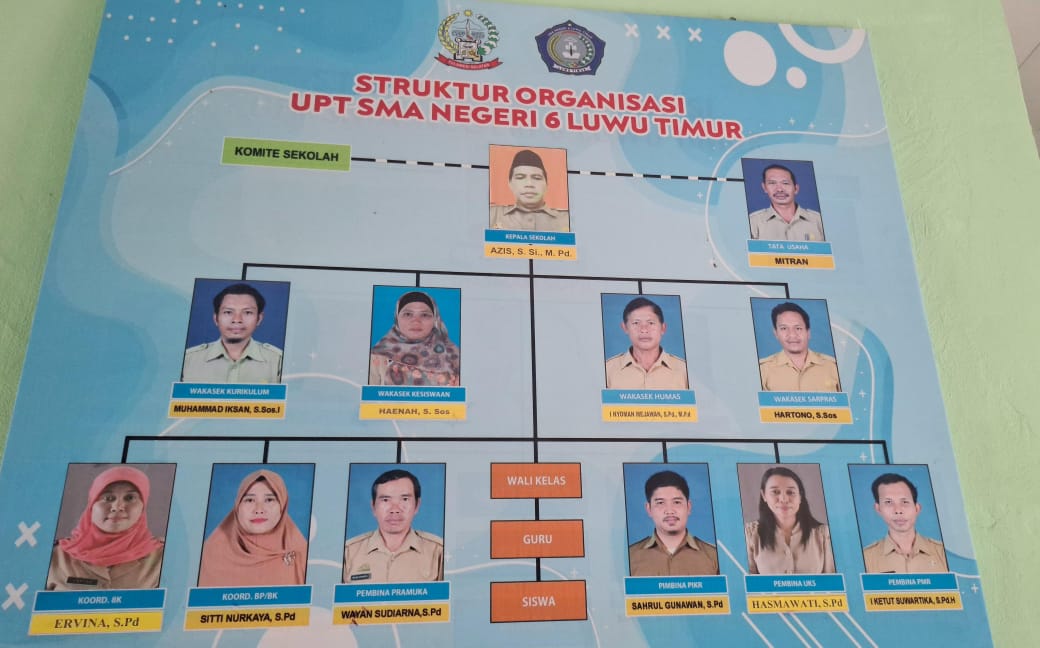 STRUKTUR ORGANISASI
UPT SMA NEGERI 6 LUWU TIMUR
KOMITE SEKOLAH
KEPALA SEKOLAH
AZIS, S. Si., M. Pd.
TATA USAHA
MITRAN
WAKASEK KURIKULUM
MUHAMMAD IKSAN, S.Sos.I
WAKASEK KESISWAAN
HAENAH, S. Sos
WAKASEK HUMAS
I NYOMAN MEJAWAN, S.Pd., M.Pd
WAKASEK SARPRAS
HARTONO, S.Sos
KOORD. BK
ERVINA, S.Pd
KOORD. BP/BK
SITTI NURKAYA, S.Pd
PEMBINA PRAMUKA
WAYAN SUDIARNA,S.Pd
WALI KELAS
GURU
SISWA
PIMBINA PIKR
SAHRUL GUNAWAN, S.Pd
PEMBINA UKS
HASMAWATI, S.Pd
PEMBINA PMR
I KETUT SUWARTIKA, S.Pd.H